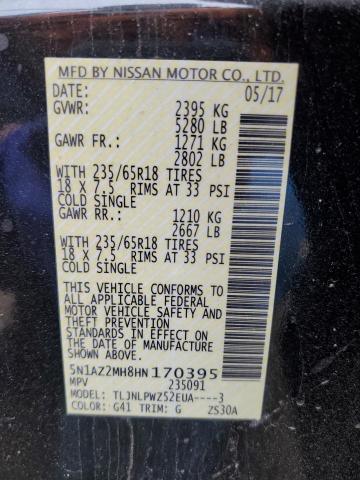 MFD BY NISSAN MOTOR CO., LTD.
DATE: 05/17
GVWR: 2395 KG
5280 LB
GAWR FR.: 1271 KG
2802 LB
WITH 235/65R18 TIRES
18 X 7.5 RIMS AT 33 PSI
COLD SINGLE
GAWR RR.: 1210 KG
2667 LB
WITH 235/65R18 TIRES
18 X 7.5 RIMS AT 33 PSI
COLD SINGLE
THIS VEHICLE CONFORMS TO
ALL APPLICABLE FEDERAL
MOTOR VEHICLE SAFETY
AND THEFT PREVENTION
STANDARDS IN EFFECT ON
THE DATE OF MANUFACTURE
SHOWN ABOVE.
5N1AZ2MH8HN170395
MPV 235091
MODEL: TLJNLPWZ52EUA----3
COLOR: G41 TRIM: G ZS30A